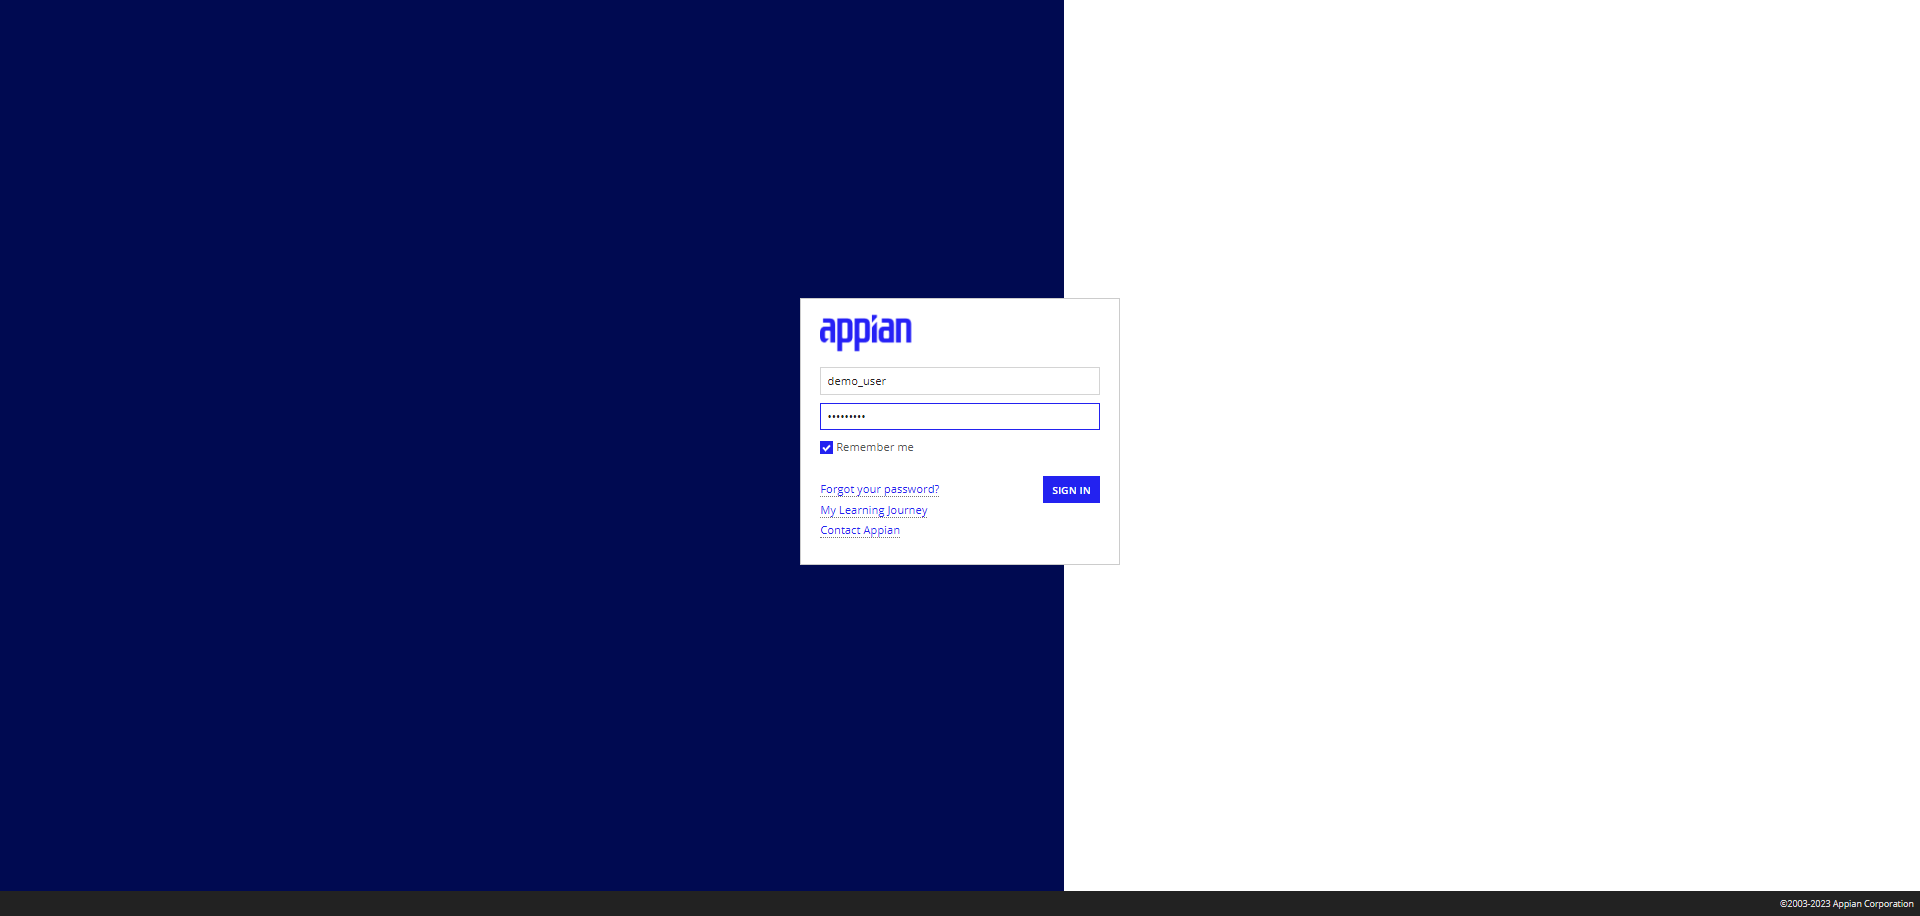 appian
demo_user
•••••••••
Remember me
Forgot your password?
SIGN IN
My Learning Journey
Contact Appian
©2003-2023 Appian Corporation